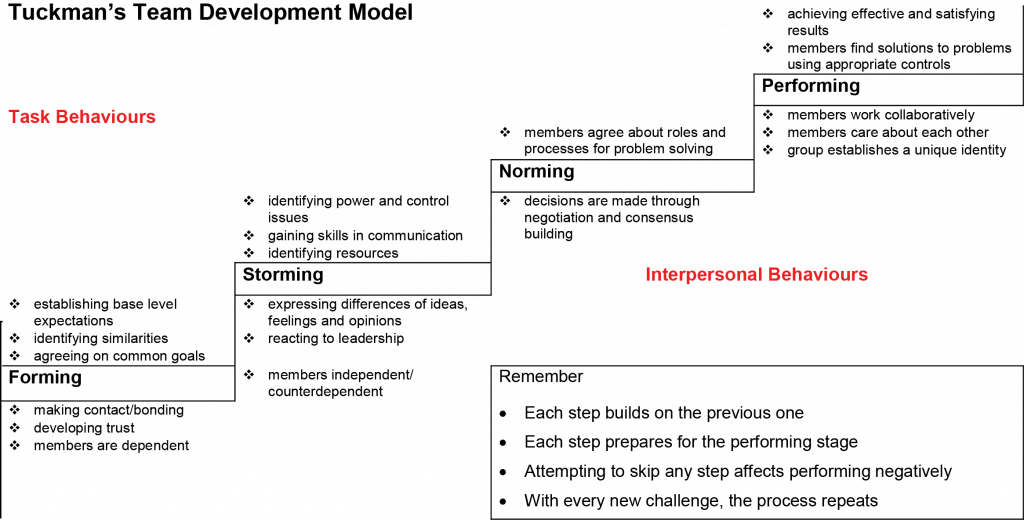 Tuckman's Team Development Model
❖ achieving effective and satisfying
results
❖ members find solutions to problems
using appropriate controls
Performing
❖ members work collaboratively
❖ members care about each other
❖ group establishes a unique identity
Task Behaviours
❖ members agree about roles and
processes for problem solving
Norming
❖ decisions are made through
negotiation and consensus
building
❖ identifying power and control
issues
❖ gaining skills in communication
❖ identifying resources
Storming
❖ expressing differences of ideas,
feelings and opinions
❖ reacting to leadership
❖ members independent/
counterdependent
Interpersonal Behaviours
❖ establishing base level
expectations
❖ identifying similarities
❖ agreeing on common goals
Forming
❖ making contact/bonding
❖ developing trust
❖ members are dependent
Remember
• Each step builds on the previous one
• Each step prepares for the performing stage
• Attempting to skip any step affects performing negatively
• With every new challenge, the process repeats